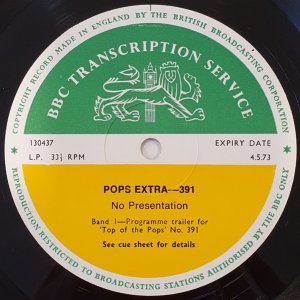 COPYRIGHT RECORD MADE IN ENGLAND BY THE BRITISH BROADCASTING CORPORATION
BBC TRANSCRIPTION SERVICE
130437
EXPIRY DATE
L.P. 33⅓ RPM
4.5.73
POPS EXTRA—391
No Presentation
Band 1—Programme trailer for
'Top of the Pops' No. 391
See cue sheet for details
REPRODUCTION RESTRICTED TO BROADCASTING STATIONS AUTHORISED BY THE BBC ONLY